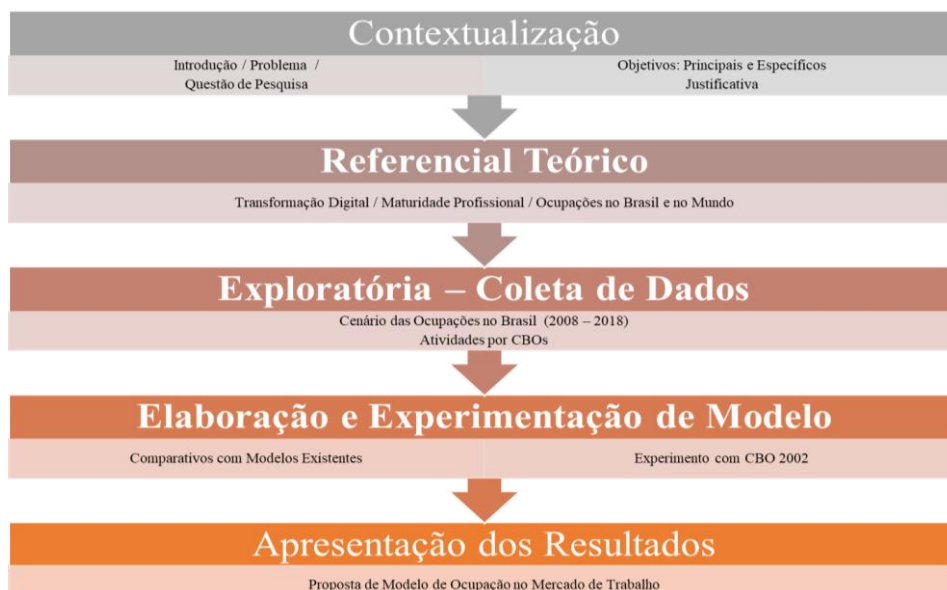 Contextualização
Introdução / Problema /
Questão de Pesquisa
Objetivos: Principais e Específicos
Justificativa
Referencial Teórico
Transformação Digital / Maturidade Profissional / Ocupações no Brasil e no Mundo
Exploratória – Coleta de Dados
Cenário das Ocupações no Brasil (2008 – 2018)
Atividades por CBOs
Elaboração e Experimentação de Modelo
Comparativos com Modelos Existentes
Experimento com CBO 2002
Apresentação dos Resultados
Proposta de Modelo de Ocupação no Mercado de Trabalho